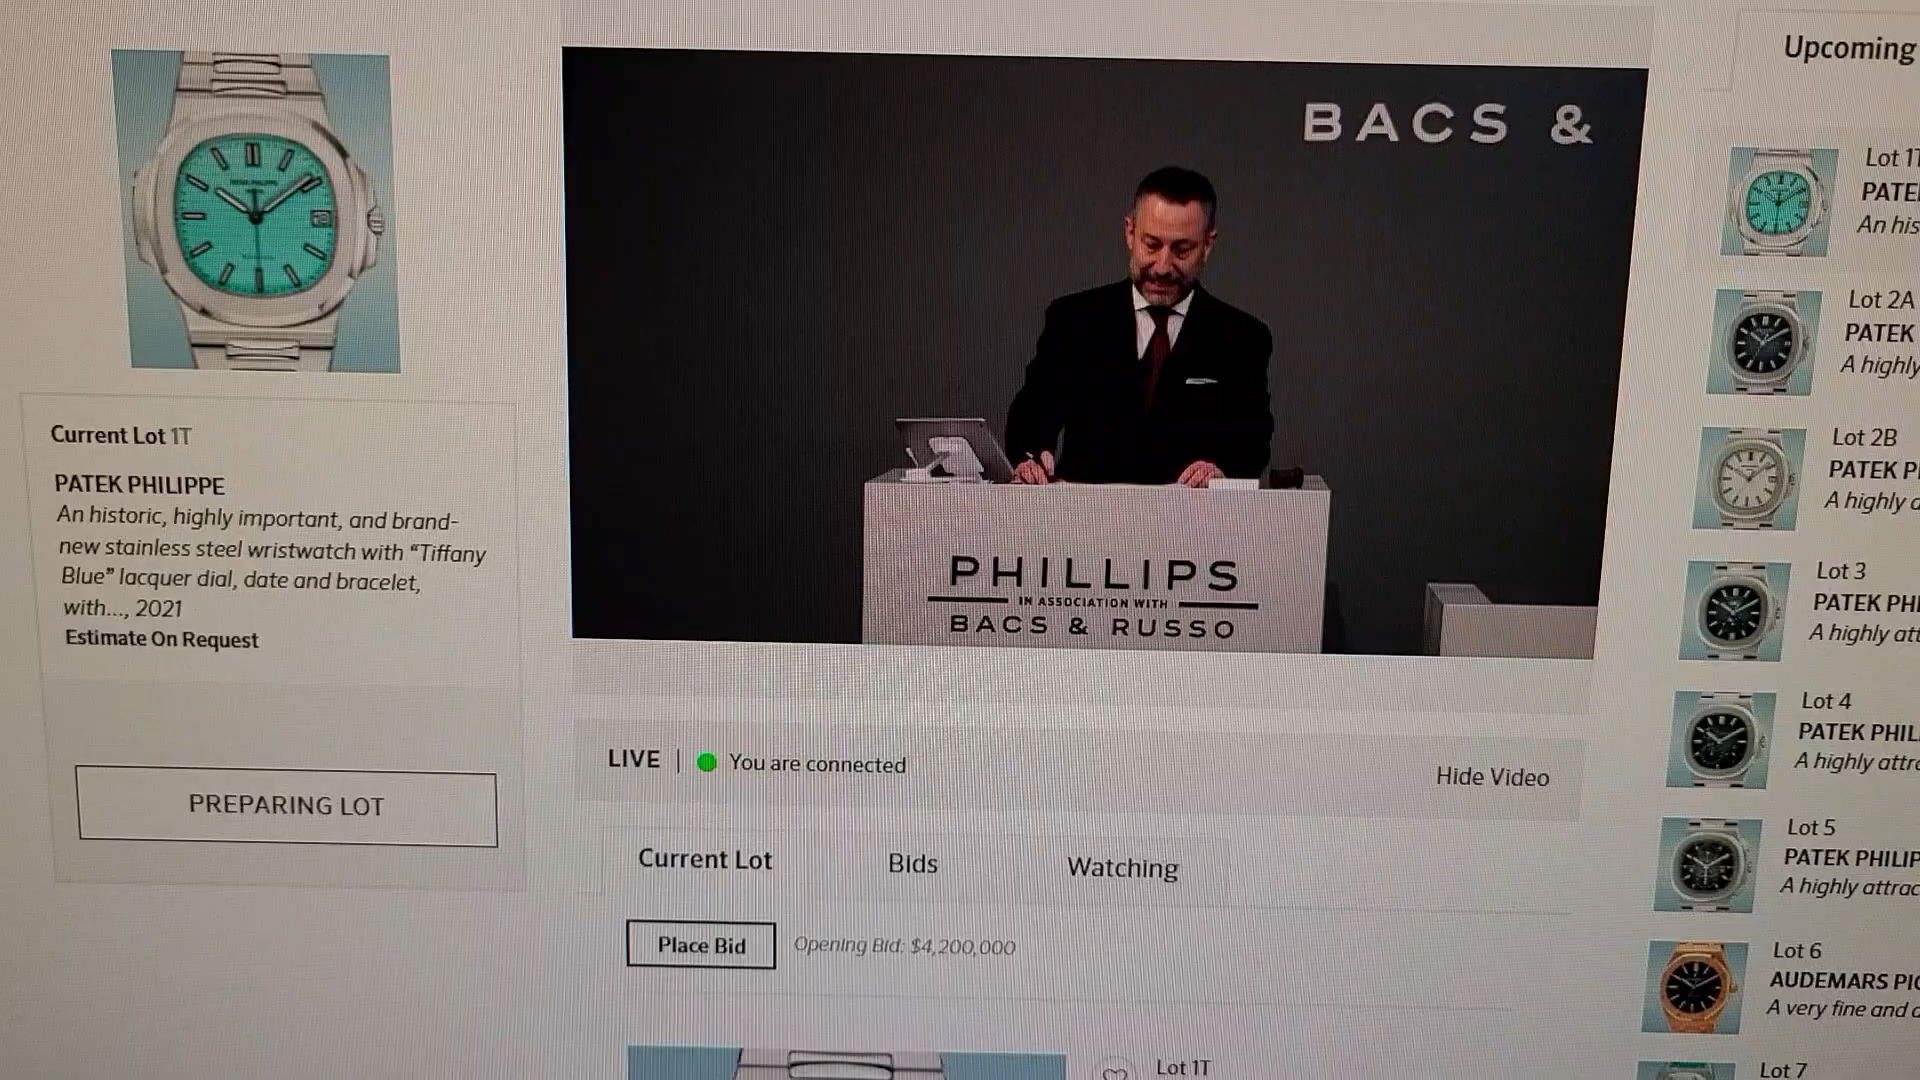 Current Lot 1T
PATEK PHILIPPE
An historic, highly important, and brand-
new stainless steel wristwatch with “Tiffany
Blue” lacquer dial, date and bracelet,
with..., 2021
Estimate On Request
PREPARING LOT
BACS &
PHILLIPS
IN ASSOCIATION WITH
BACS & RUSSO
LIVE | You are connected
Hide Video
Current Lot
Bids
Watching
Place Bid
Opening Bid: $4,200,000
Lot 1T
Upcoming
Lot 1T
PATE
An his
Lot 2A
PATEK
A highly
Lot 2B
PATEK P
A highly
Lot 3
PATEK PHI
A highly att
Lot 4
PATEK PHIL
A highly attr
Lot 5
PATEK PHILIP
A highly attrac
Lot 6
AUDEMARS PI
A very fine and
Lot 7